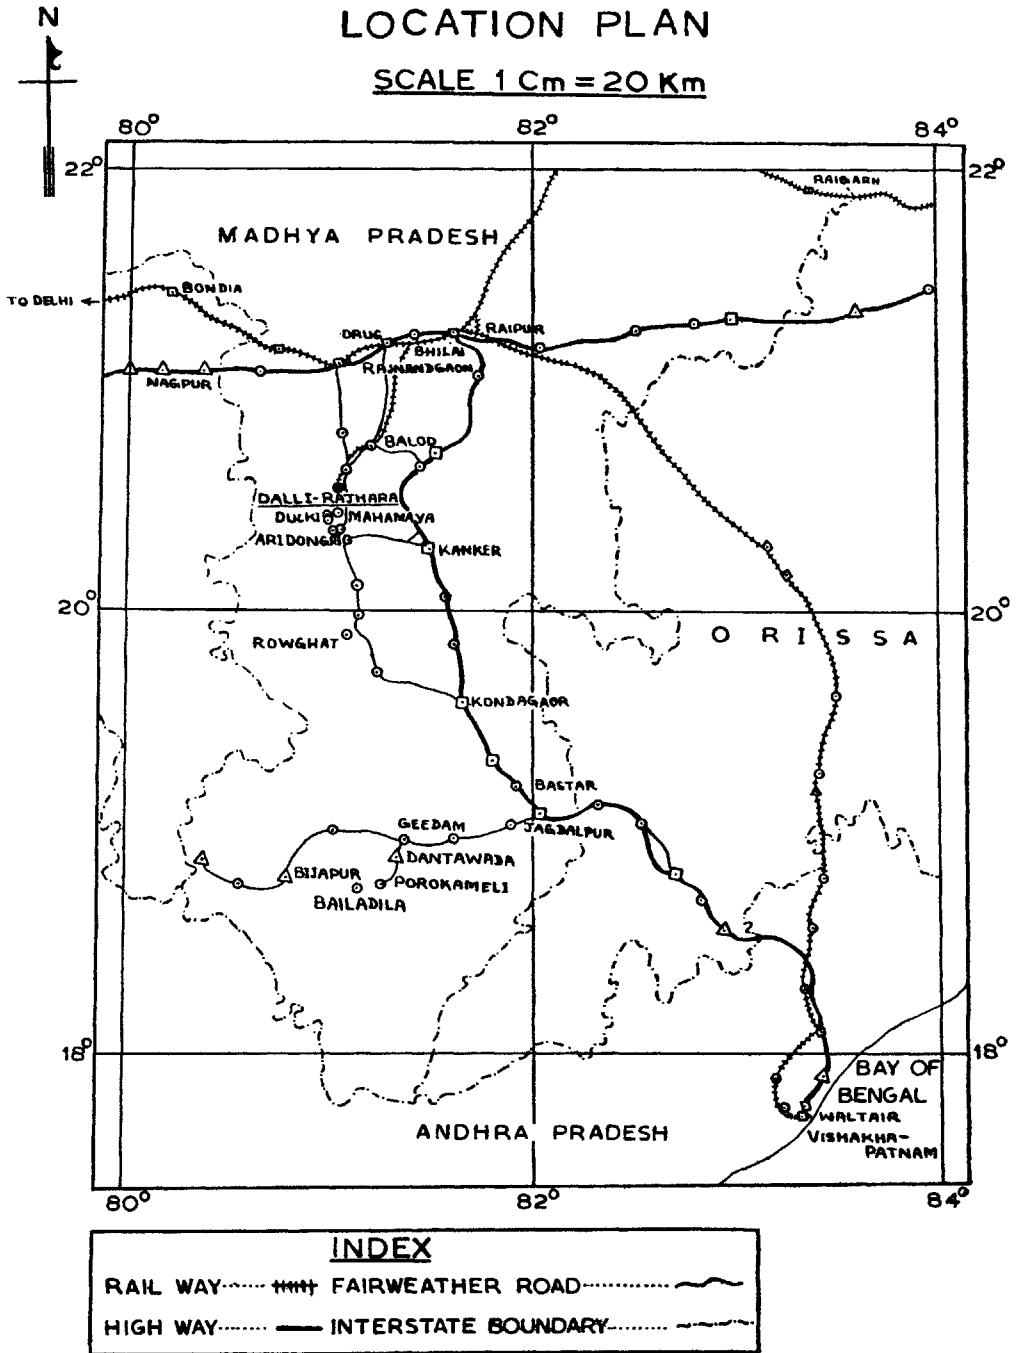 LOCATION PLAN
N
SCALE 1 Cm = 20 Km
80° 82° 84°
22° 22°
RAIGARH
MADHYA PRADESH
BONDIA
TO DELHI
DRUG RAIPUR
BHILAI
RAJNANDGAON
NAGPUR
BALOD
DALLI-RAJHARA
DULKI MAHAMAYA
ARIDONGRI
KANKER
20° 20°
ORISSA
ROWGHAT
KONDAGAOR
BASTAR
GEEDAM JAGDALPUR
DANTAWADA
BIJAPUR POROKAMELI
BAILADILA
18° 18°
BAY OF
BENGAL
WALTAIR
ANDHRA PRADESH VISHAKHA-
PATNAM
80° 82° 84°
INDEX
RAIL WAY FAIRWEATHER ROAD
HIGH WAY INTERSTATE BOUNDARY